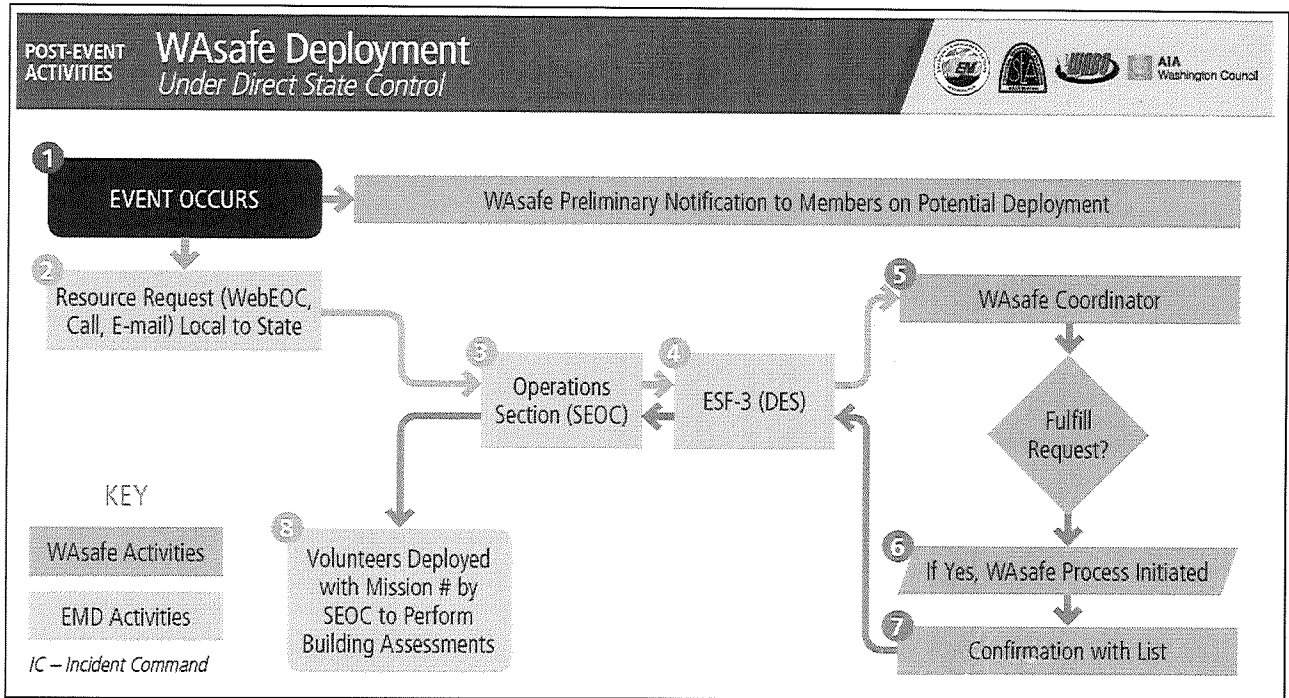 POST-EVENT
ACTIVITIES
WAsafe Deployment
Under Direct State Control
EM
WABO
AIA
Washington Council
1
EVENT OCCURS
WAsafe Preliminary Notification to Members on Potential Deployment
2
Resource Request (WebEOC,
Call, E-mail) Local to State
3
Operations
Section (SEOC)
4
ESF-3 (DES)
5
WAsafe Coordinator
Fulfill
Request?
6
If Yes, WAsafe Process Initiated
7
Confirmation with List
8
Volunteers Deployed
with Mission # by
SEOC to Perform
Building Assessments
KEY
WAsafe Activities
EMD Activities
IC – Incident Command